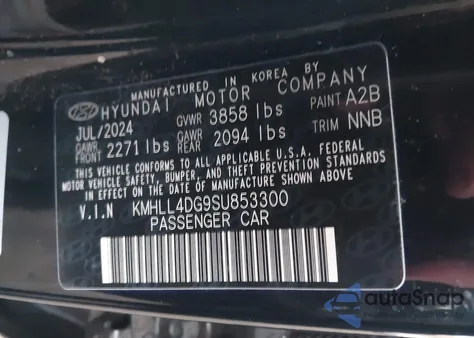 MANUFACTURED IN KOREA BY
HYUNDAI MOTOR COMPANY
JUL/2024 GVWR 3858 lbs PAINT A2B
GAWR FRONT 2271 lbs GAWR REAR 2094 lbs TRIM NNB
THIS VEHICLE CONFORMS TO ALL APPLICABLE U.S.A. FEDERAL
MOTOR VEHICLE SAFETY, BUMPER, AND THEFT PREVENTION STANDARDS
IN EFFECT ON THE DATE OF MANUFACTURE SHOWN ABOVE.
V.I.N KMHLL4DG9SU853300
PASSENGER CAR
autoSnap